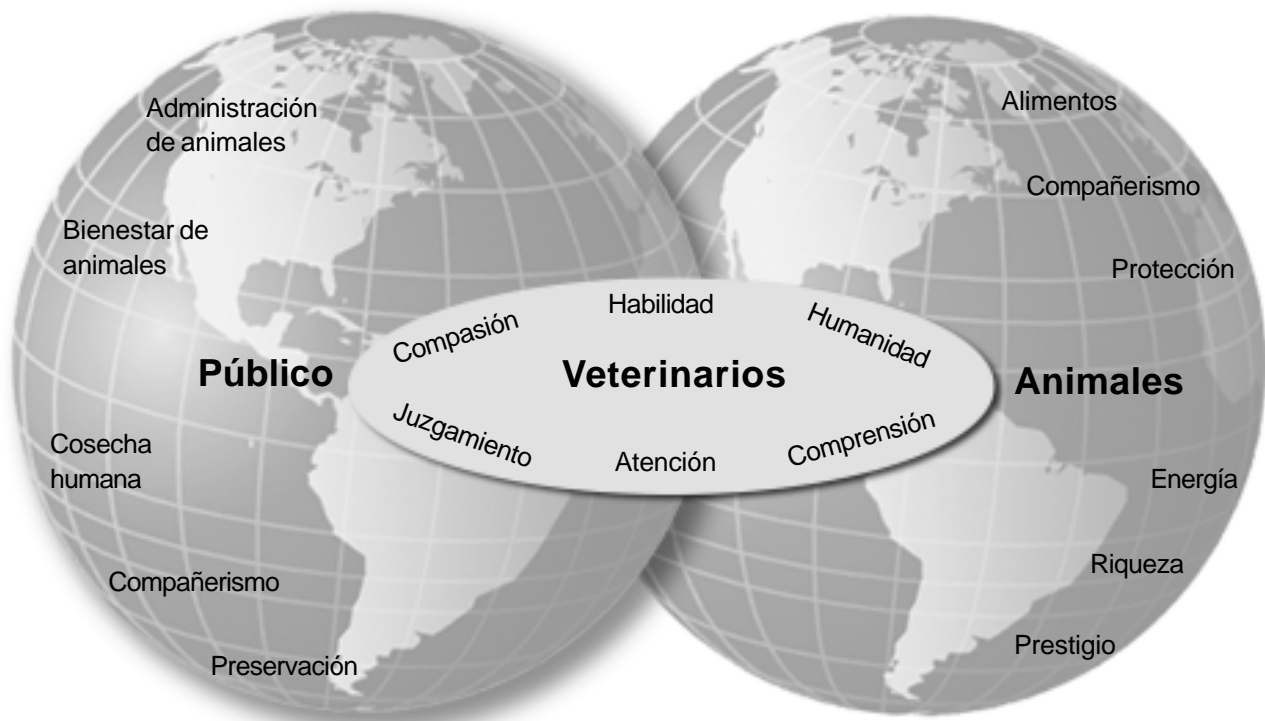 Administración
de animales
Bienestar de
animales
Público
Cosecha
humana
Compañerismo
Preservación
Compasión
Habilidad
Humanidad
Veterinarios
Juzgamiento
Atención
Comprensión
Alimentos
Compañerismo
Protección
Animales
Energía
Riqueza
Prestigio